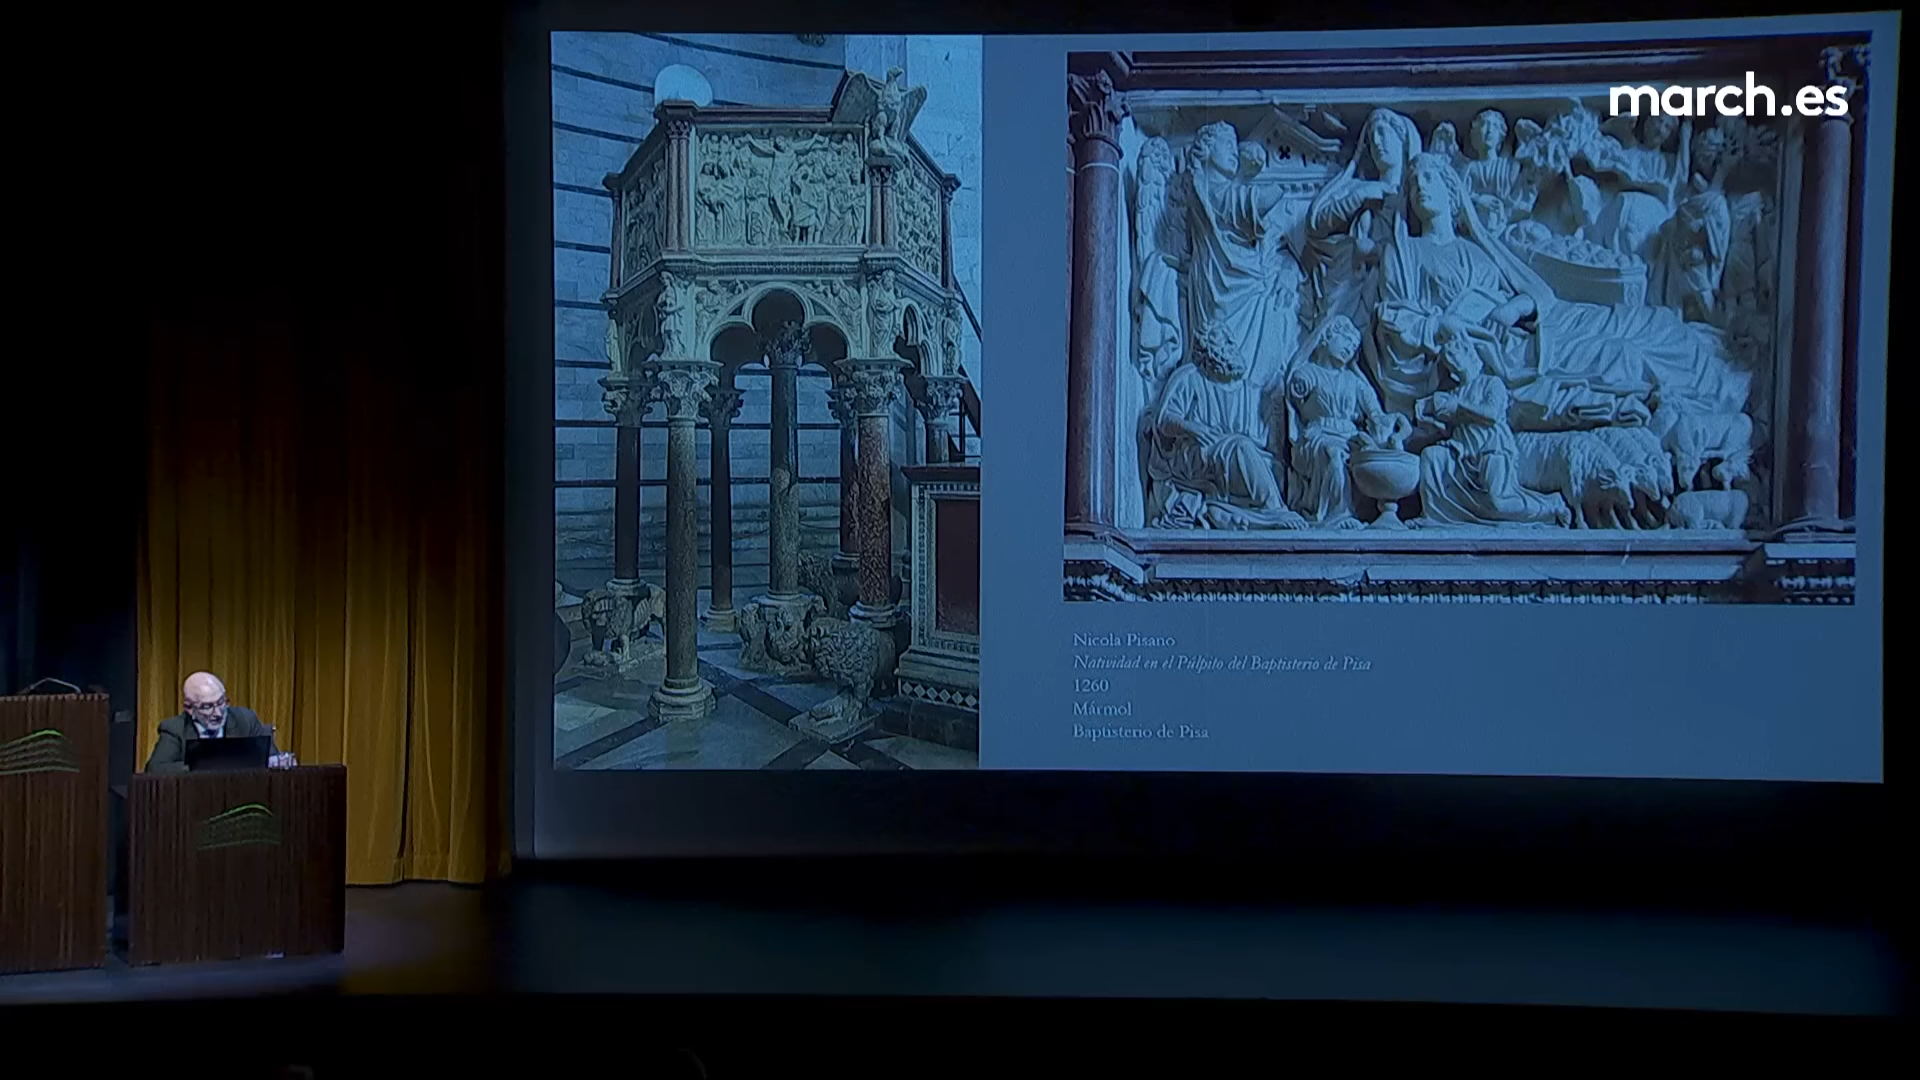 march.es
Nicola Pisano
Natividad en el Púlpito del Baptisterio de Pisa
1260
Mármol
Baptisterio de Pisa